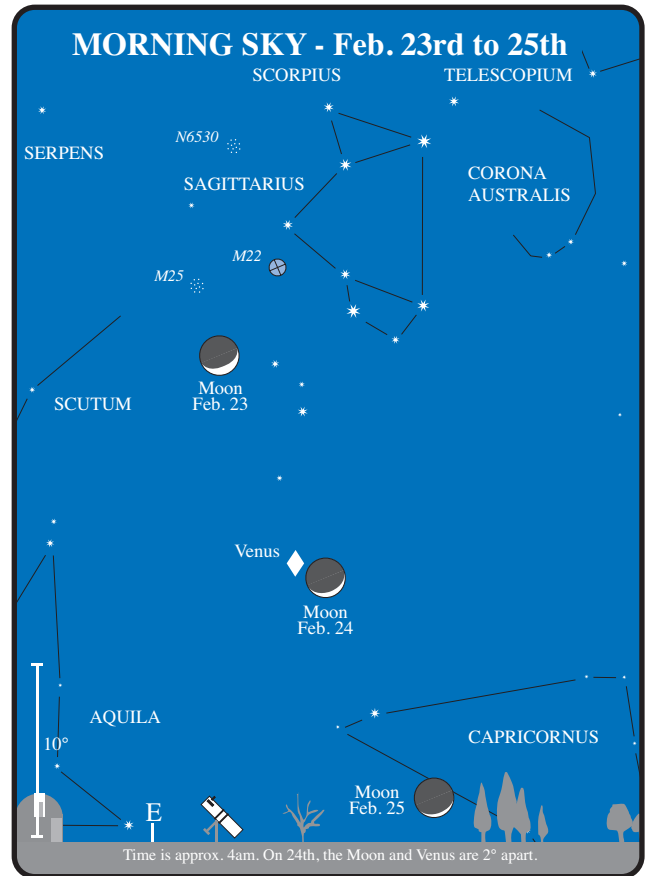 MORNING SKY - Feb. 23rd to 25th
SCORPIUS
TELESCOPIUM
N6530
SERPENS
SAGITTARIUS
CORONA
AUSTRALIS
M22
M25
Moon
Feb. 23
SCUTUM
Venus
Moon
Feb. 24
AQUILA
CAPRICORNUS
10°
Moon
Feb. 25
E
Time is approx. 4am. On 24th, the Moon and Venus are 2° apart.